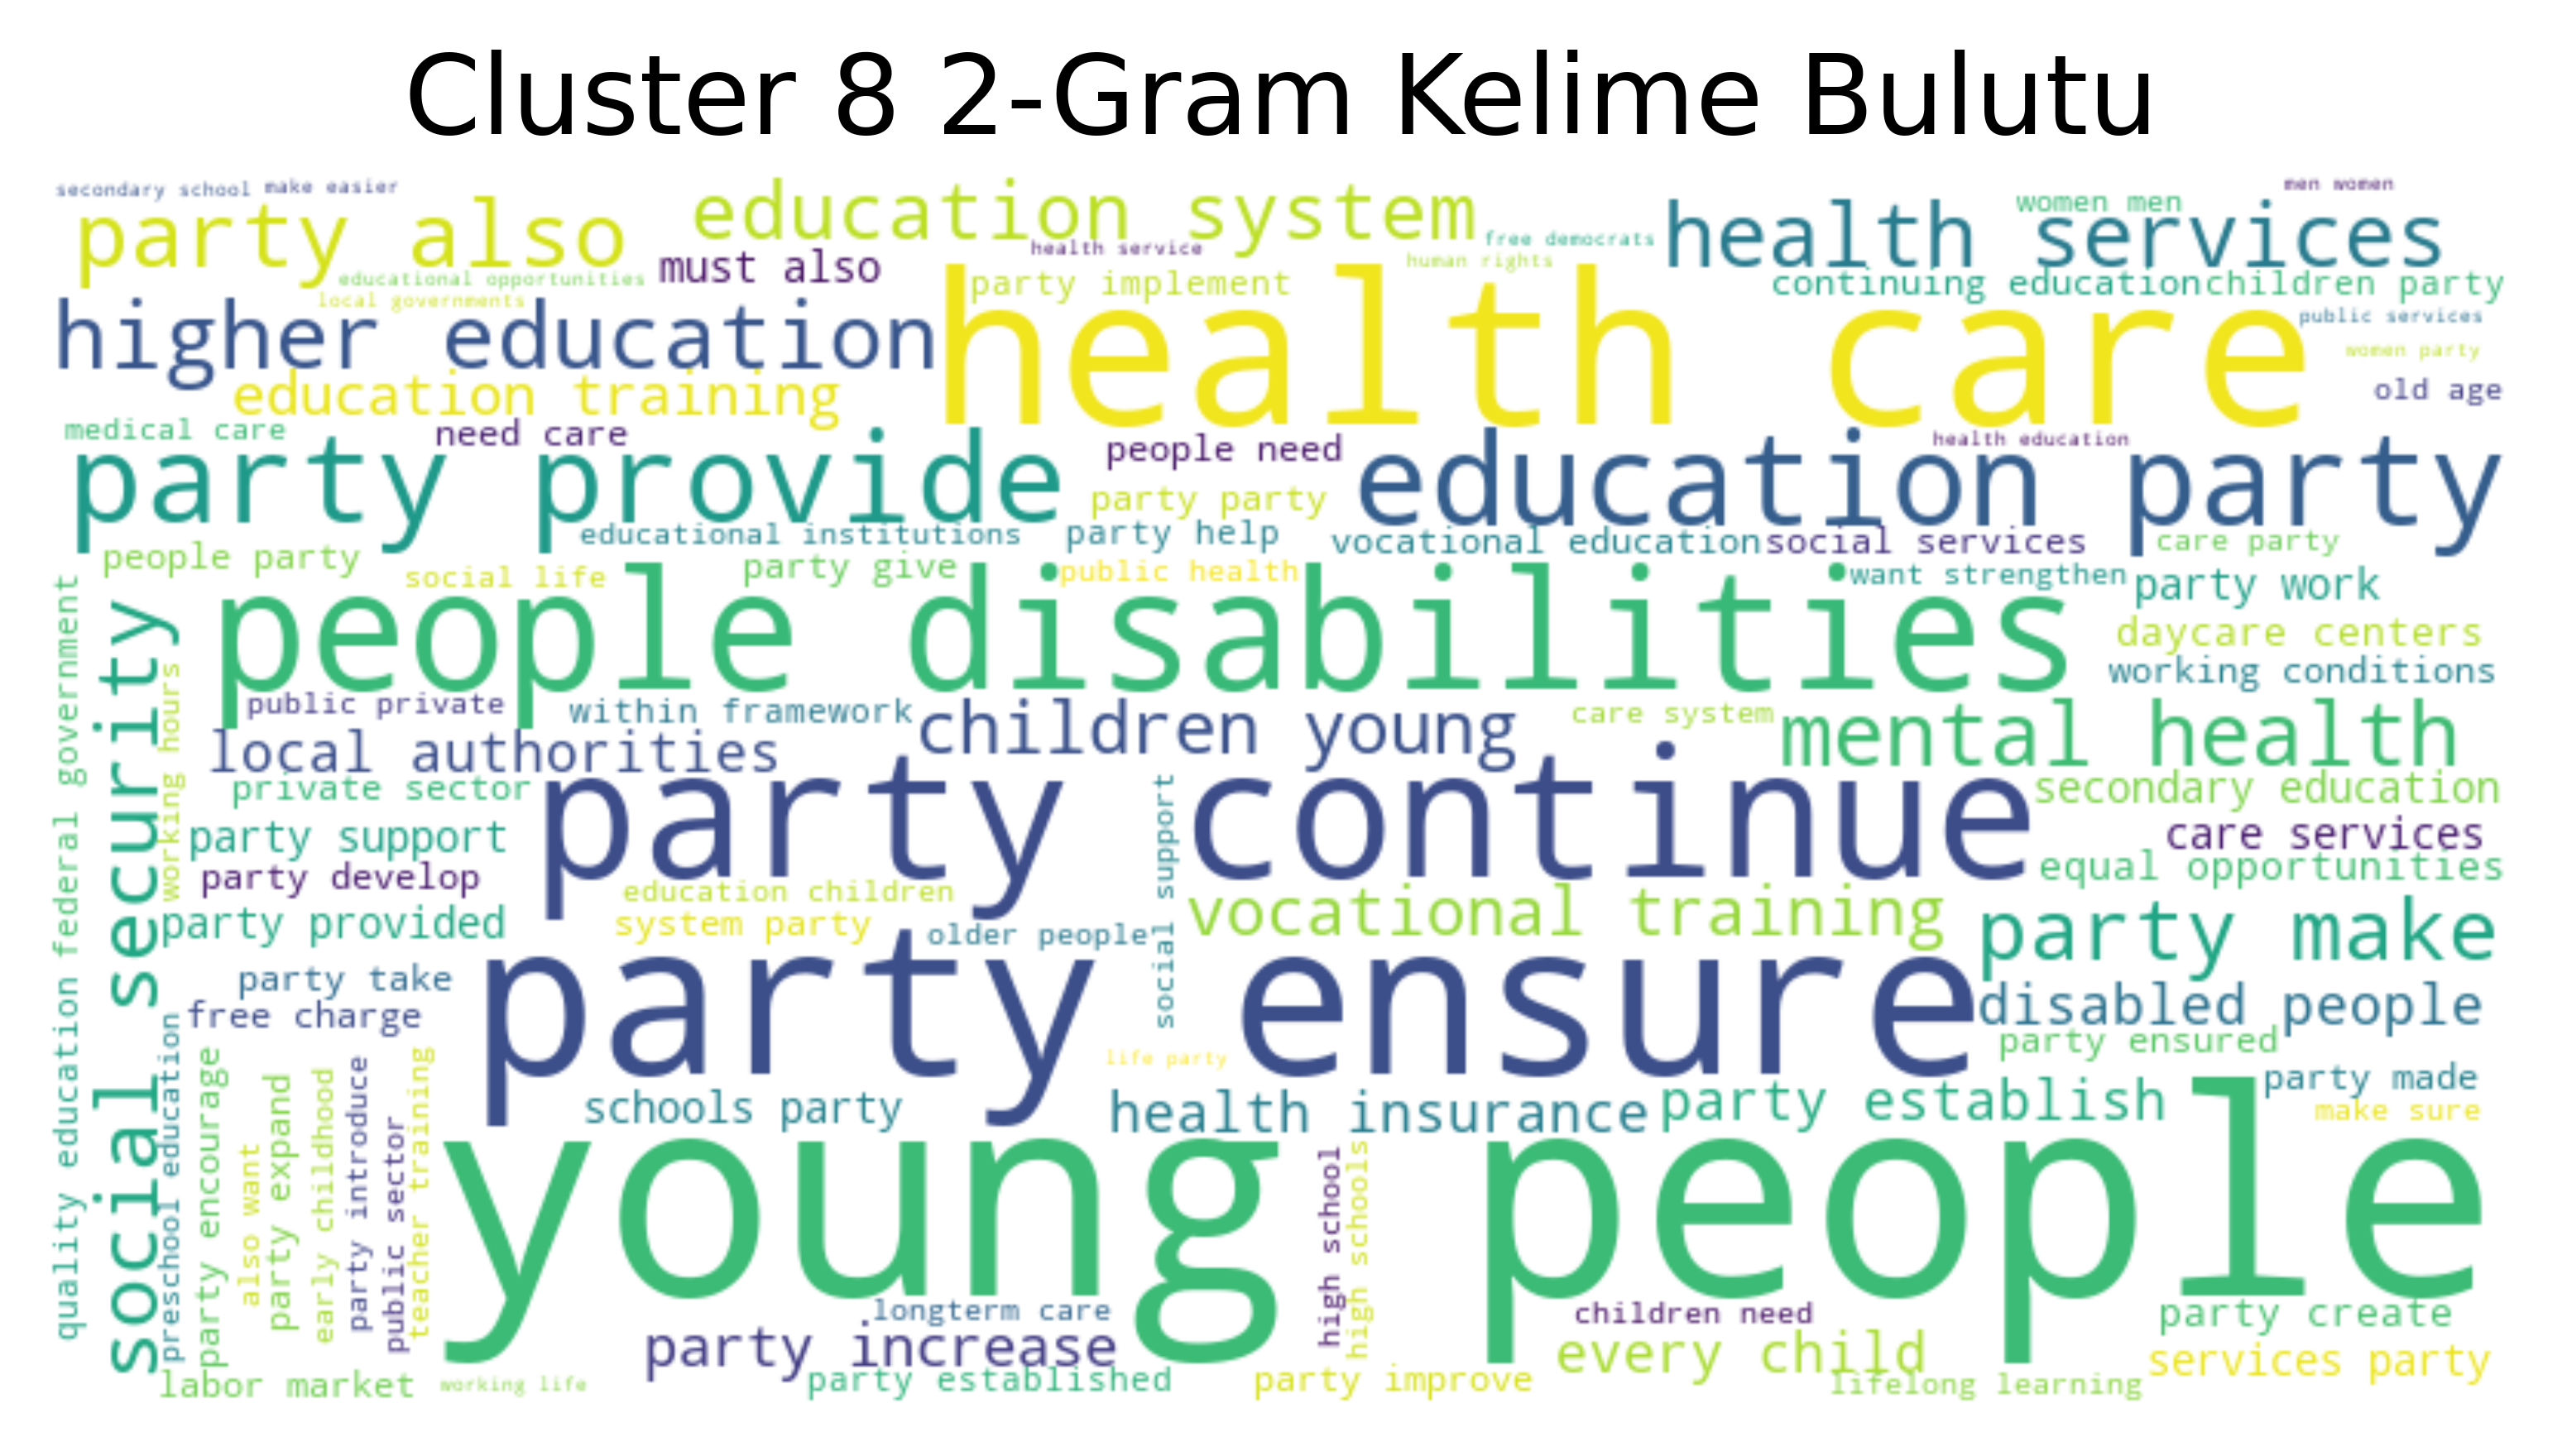 Cluster 8 2-Gram Kelime Bulutu
secondary school
make easier
men women
party also
education system
women men
health services
free democrats
health service
must also
human rights
educational opportunities
party implement
continuing education
children party
local governments
higher education
health care
public services
women party
education training
old age
medical care
need care
people need
health education
party provide
education party
party party
educational institutions
party help
vocational education
social services
care party
people party
social life
party give
public health
want strengthen
party work
people disabilities
daycare centers
working conditions
public private
within framework
children young
care system
mental health
local authorities
private sector
party continue
secondary education
party support
care services
party develop
education children
equal opportunities
social support
vocational training
party provided
system party
older people
party make
party ensure
party take
free charge
disabled people
party ensured
life party
party made
schools party
health insurance
party establish
make sure
young people
quality education
federal government
social security
working hours
preschool education
party encourage
also want
party expand
early childhood
party introduce
public sector
teacher training
high school
high schools
longterm care
children need
party create
party increase
every child
services party
labor market
working life
party established
party improve
lifelong learning